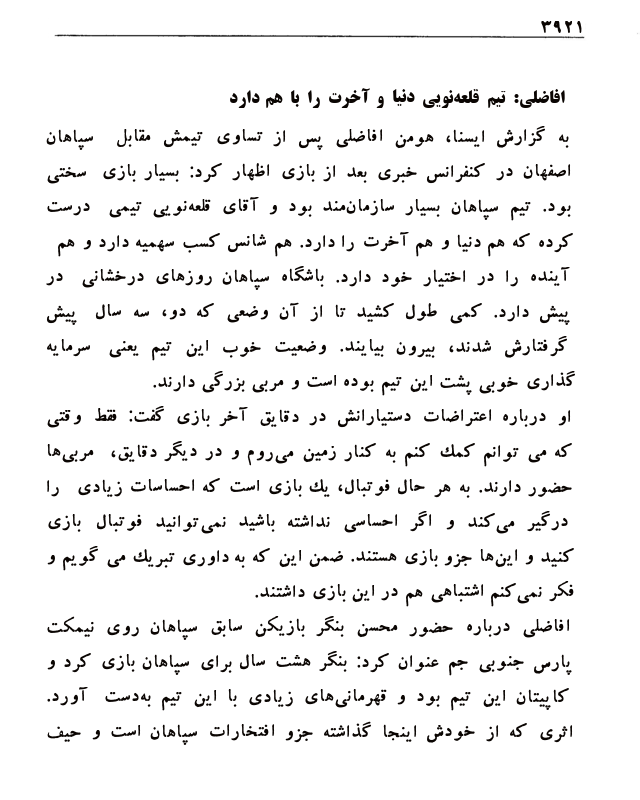 ۳۹۲۱
افاضلی: تیم قلعه‌نویی دنیا و آخرت را با هم دارد
به گزارش ایسنا، هومن افاضلی پس از تساوی تیمش مقابل سپاهان
اصفهان در کنفرانس خبری بعد از بازی اظهار کرد: بسیار بازی سختی
بود. تیم سپاهان بسیار سازمان‌مند بود و آقای قلعه‌نویی تیمی درست
کرده که هم دنیا و هم آخرت را دارد. هم شانس کسب سهمیه دارد و هم
آینده را در اختیار خود دارد. باشگاه سپاهان روزهای درخشانی در
پیش دارد. کمی طول کشید تا از آن وضعی که دو، سه سال پیش
گرفتارش شدند، بیرون بیایند. وضعیت خوب این تیم یعنی سرمایه
گذاری خوبی پشت این تیم بوده است و مربی بزرگی دارند.
او درباره اعتراضات دستیارانش در دقایق آخر بازی گفت: فقط وقتی
که می توانم کمک کنم به کنار زمین می‌روم و در دیگر دقایق، مربی‌ها
حضور دارند. به هر حال فوتبال، یک بازی است که احساسات زیادی را
درگیر می‌کند و اگر احساسی نداشته باشید نمی‌توانید فوتبال بازی
کنید و این‌ها جزو بازی هستند. ضمن این که به داوری تبریک می گویم و
فکر نمی‌کنم اشتباهی هم در این بازی داشتند.
افاضلی درباره حضور محسن بنگر بازیکن سابق سپاهان روی نیمکت
پارس جنوبی جم عنوان کرد: بنگر هشت سال برای سپاهان بازی کرد و
کاپیتان این تیم بود و قهرمانی‌های زیادی با این تیم به‌دست آورد.
اثری که از خودش اینجا گذاشته جزو افتخارات سپاهان است و حیف